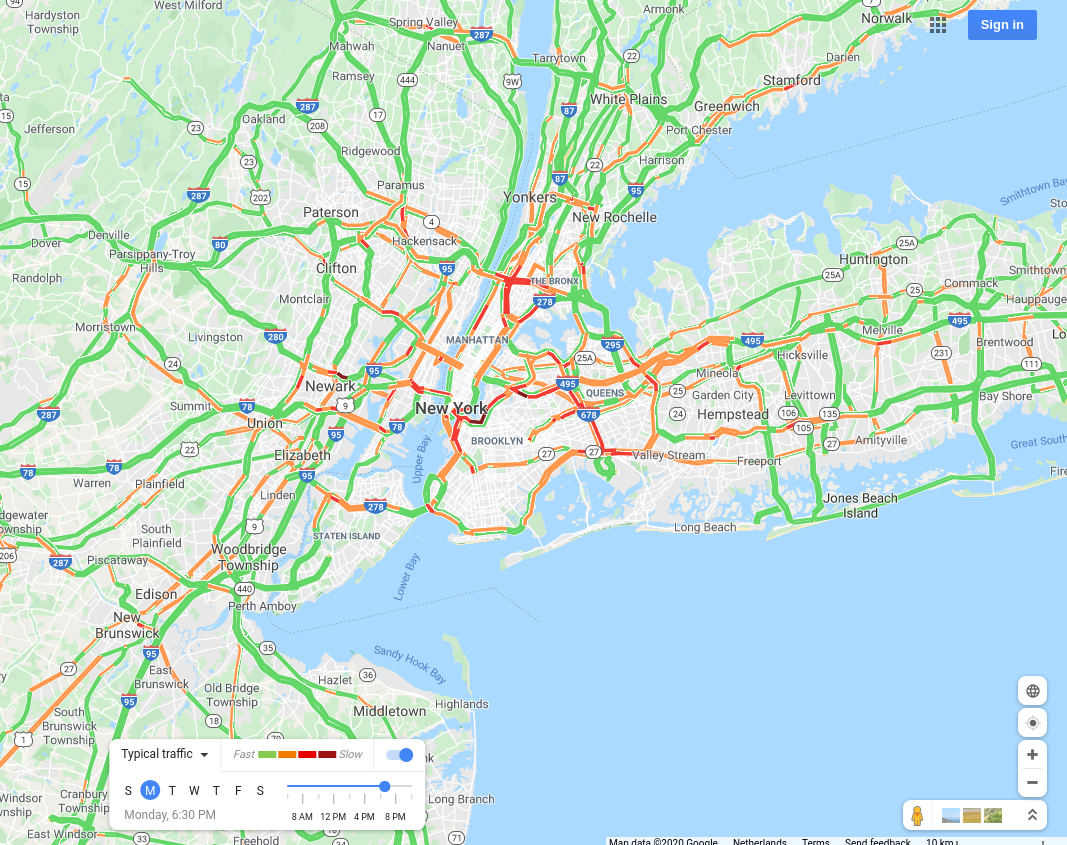 94
West Milford
Armonk
7
Norwalk
Sign in
Hardyston
Township
Spring Valley
287
Mahwah
Nanuet
22
Tarrytown
Darien
Ramsey
444
9W
Stamford
White Plains
287
87
Greenwich
15
Oakland
208
17
Port Chester
Jefferson
23
Ridgewood
23
22
Harrison
15
Paramus
87
95
Smithtown Bay
287
202
Yonkers
Paterson
4
New Rochelle
Denville
80
Hackensack
25A
Dover
Parsippany-Troy
Hills
Clifton
95
Huntington
Randolph
THE BRONX
25A
Smithtown
Commack
Montclair
278
25
Hauppauge
Morristown
495
Melville
Livingston
280
MANHATTAN
295
495
Brentwood
25A
Hicksville
231
24
95
Mineola
111
Newark
495
QUEENS
25
Garden City
Levittown
Bay Shore
Summit
78
9
New York
287
Union
78
678
24
Hempstead
106
135
105
95
BROOKLYN
Amityville
Great South
22
Elizabeth
Upper Bay
27
27
Valley Stream
27
Freeport
78
78
95
Warren
Plainfield
Linden
278
Jones Beach
Island
South
Plainfield
9
STATEN ISLAND
Long Beach
206
287
Woodbridge
Township
Piscataway
Lower Bay
Edison
440
Perth Amboy
New
Brunswick
95
35
27
East
Brunswick
Sandy Hook Bay
36
Hazlet
95
Old Bridge
Township
Highlands
South
Brunswick
Township
18
Middletown
1
Typical traffic
Fast
Slow
S M T W T F S
Monday, 6:30 PM
8 AM 12 PM 4 PM 8 PM
Cranbury
Township
Long Branch
Windsor
East Windsor
33
Freehold
71
Map data ©2020 Google Netherlands Terms Send feedback 10 km